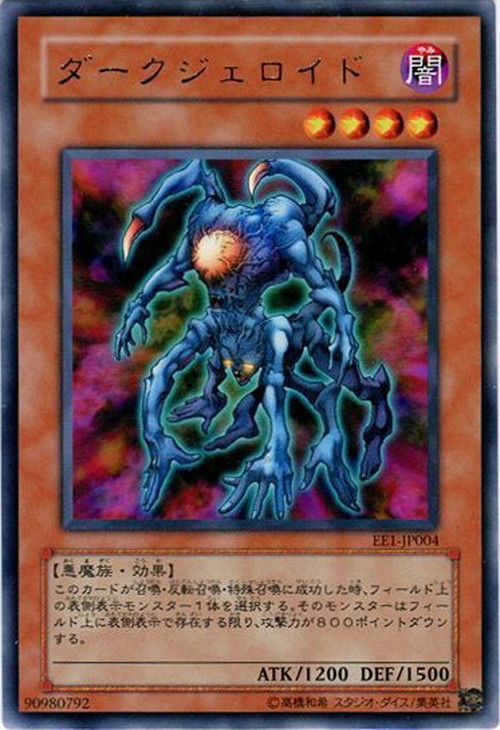 ダークジェロイド
やみ
闇
EE1-JP004
【悪魔族・効果】
このカードが召喚・反転召喚・特殊召喚に成功した時、フィールド上
の表側表示モンスター1体を選択する。そのモンスターはフィー
ルド上に表側表示で存在する限り、攻撃力が800ポイントダウン
する。
ATK/1200 DEF/1500
90980792
©高橋和希 スタジオ・ダイス/集英社